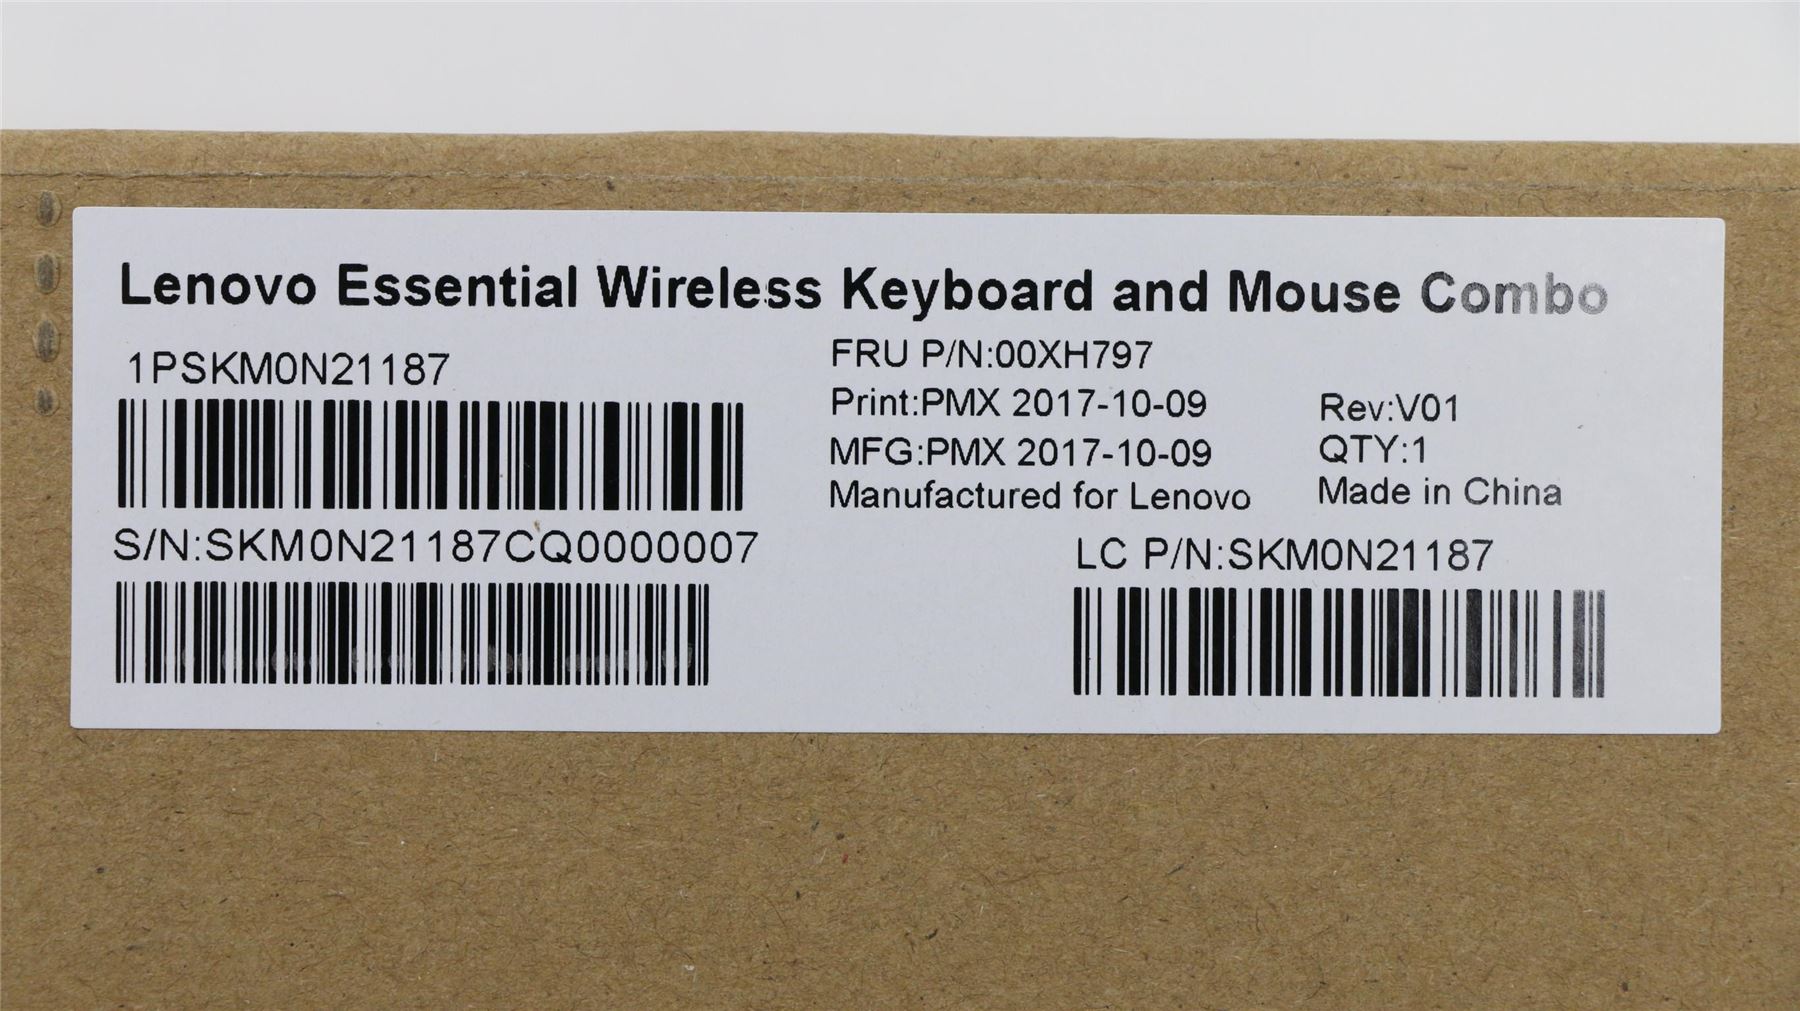 Lenovo Essential Wireless Keyboard and Mouse Combo
1PSKM0N21187
S/N:SKM0N21187CQ0000007
FRU P/N:00XH797
Print:PMX 2017-10-09
MFG:PMX 2017-10-09
Manufactured for Lenovo
Rev:V01
QTY:1
Made in China
LC P/N:SKM0N21187